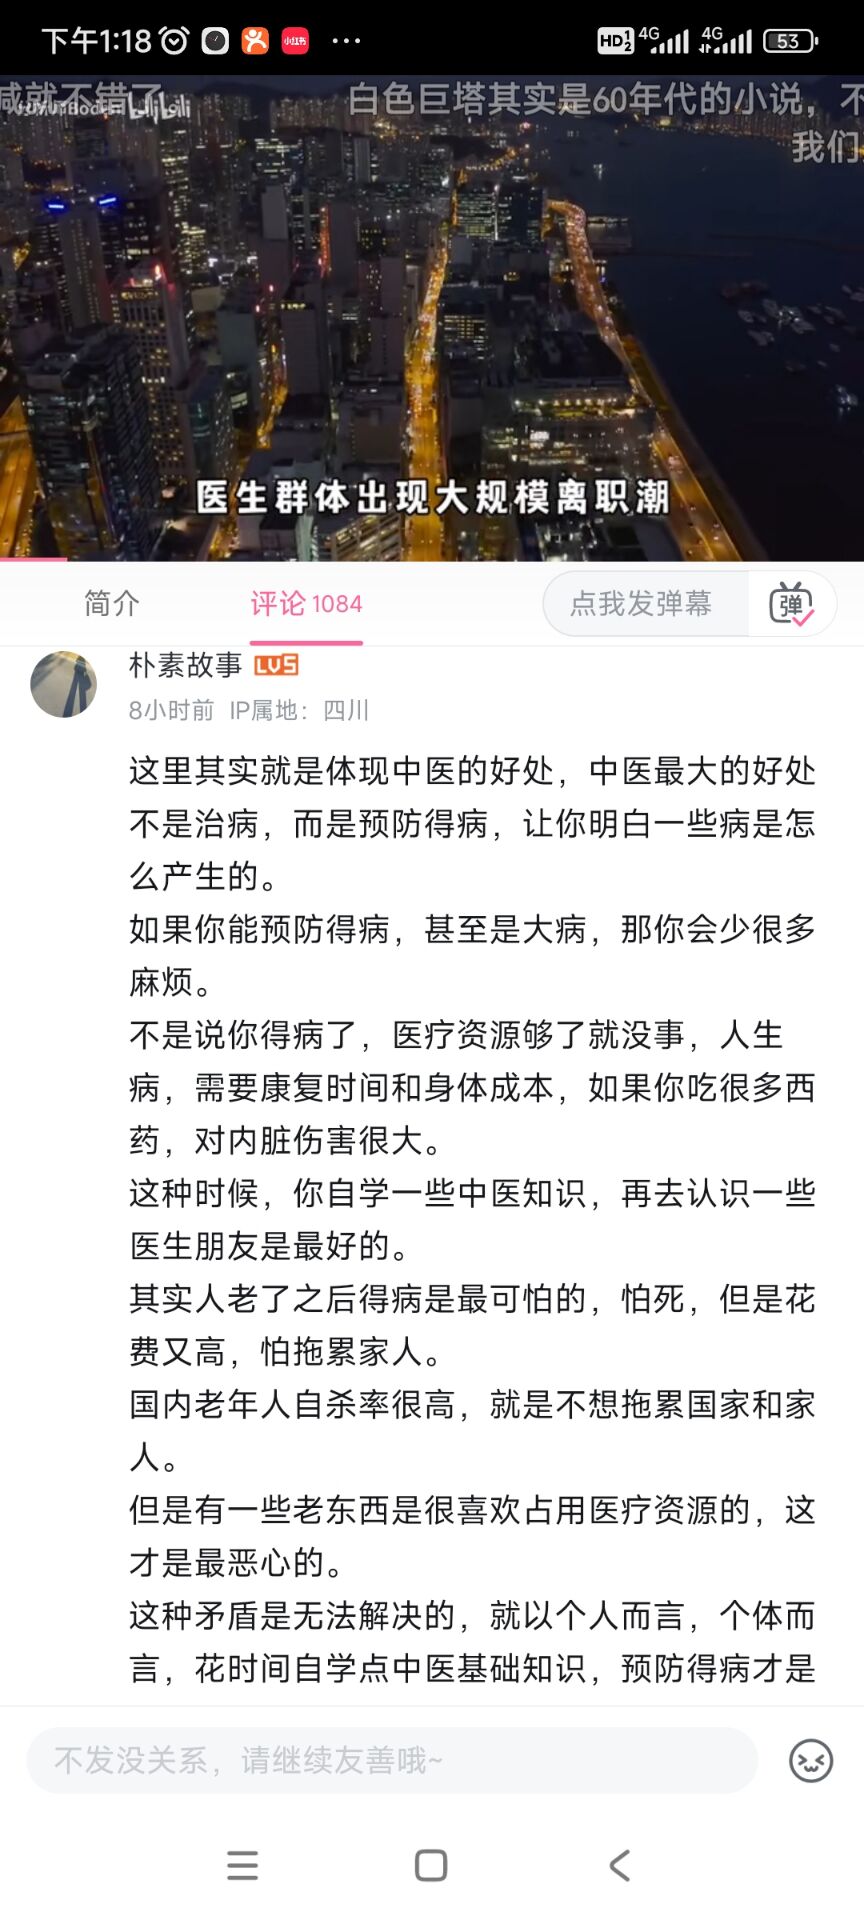 下午1:18 小红书 ... HD 1 2 4G 4G 53
减就不错了 bilibili 白色巨塔其实是60年代的小说，不
我们
医生群体出现大规模离职潮
简介 评论 1084 点我发弹幕 弹
朴素故事 LV5
8小时前 IP属地：四川
这里其实就是体现中医的好处，中医最大的好处
不是治病，而是预防得病，让你明白一些病是怎
么产生的。
如果你能预防得病，甚至是大病，那你会少很多
麻烦。
不是说你得病了，医疗资源够了就没事，人生
病，需要康复时间和身体成本，如果你吃很多西
药，对内脏伤害很大。
这种时候，你自学一些中医知识，再去认识一些
医生朋友是最好的。
其实人老了之后得病是最可怕的，怕死，但是花
费又高，怕拖累家人。
国内老年人自杀率很高，就是不想拖累国家和家
人。
但是有一些老东西是很喜欢占用医疗资源的，这
才是最恶心的。
这种矛盾是无法解决的，就以个人而言，个体而
言，花时间自学点中医基础知识，预防得病才是
不发没关系，请继续友善哦~